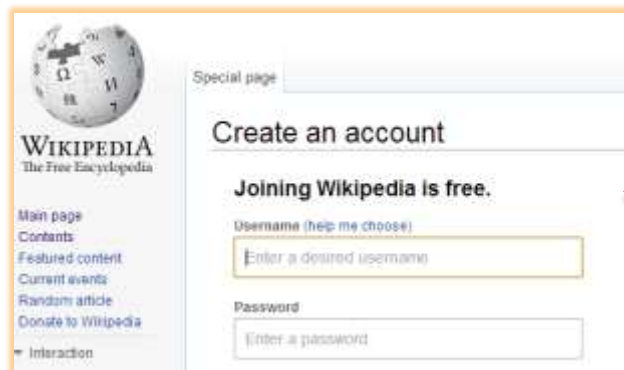 WIKIPEDIA
The Free Encyclopedia
Main page
Contents
Featured content
Current events
Random article
Donate to Wikipedia
Interaction
Special page
Create an account
Joining Wikipedia is free.
Username (help me choose)
Enter a desired username
Password
Enter a password